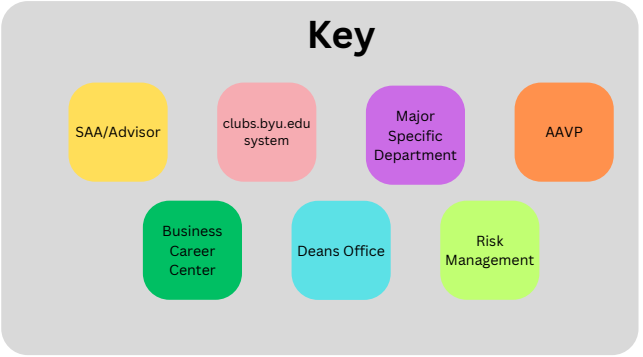 Key
SAA/Advisor
clubs.byu.edu
system
Major
Specific
Department
AAVP
Business
Career
Center
Deans Office
Risk
Management